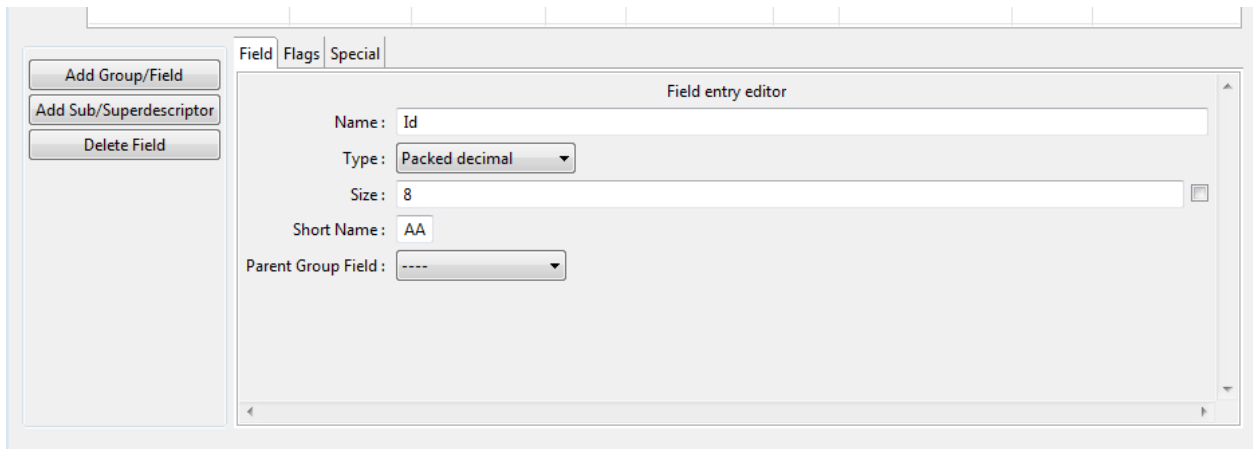 Add Group/Field
Add Sub/Superdescriptor
Delete Field
Field Flags Special
Field entry editor
Name : Id
Type : Packed decimal
Size : 8
Short Name : AA
Parent Group Field : ----